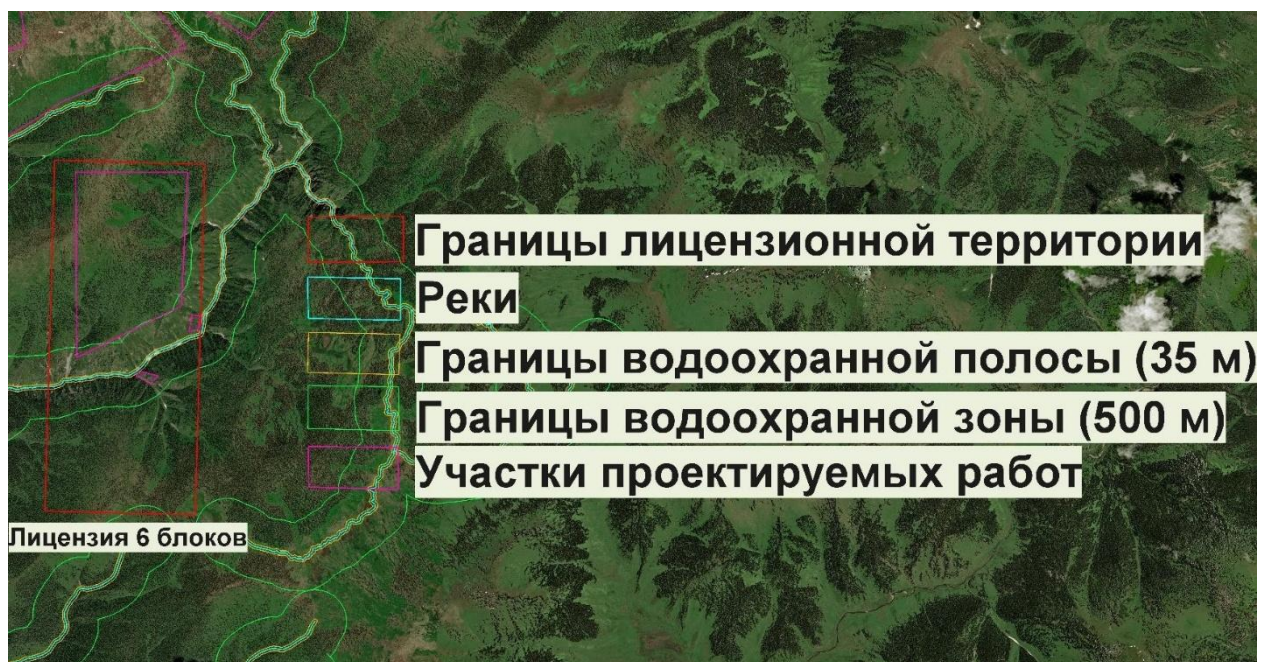 Границы лицензионной территории
Реки
Границы водоохранной полосы (35 м)
Границы водоохранной зоны (500 м)
Участки проектируемых работ
Лицензия 6 блоков